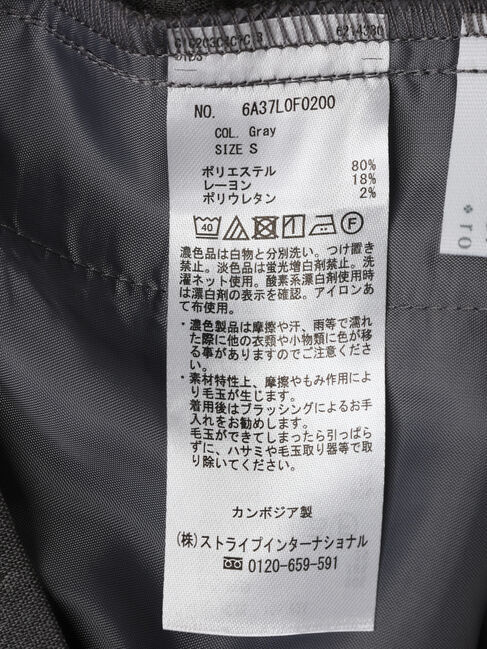 NO. 6A37L0F0200
COL. Gray
SIZE S
ポリエステル 80%
レーヨン 18%
ポリウレタン 2%
40 F
濃色品は白物と分別洗い。つけ置き
禁止。淡色品は蛍光増白剤禁止。洗
濯ネット使用。酸素系漂白剤使用時
は漂白剤の表示を確認。アイロンあ
て布使用。
・濃色製品は摩擦や汗、雨等で濡れ
た際に他の衣類や小物類に色が移
る事がありますのでご注意くださ
い。
・素材特性上、摩擦やもみ作用によ
り毛玉が生じます。
着用後はブラッシングによるお手
入れをお勧めします。
毛玉ができてしまったら引っぱら
ずに、ハサミや毛玉取り器等で取
り除いてください。
カンボジア製
(株)ストライプインターナショナル
0120-659-591